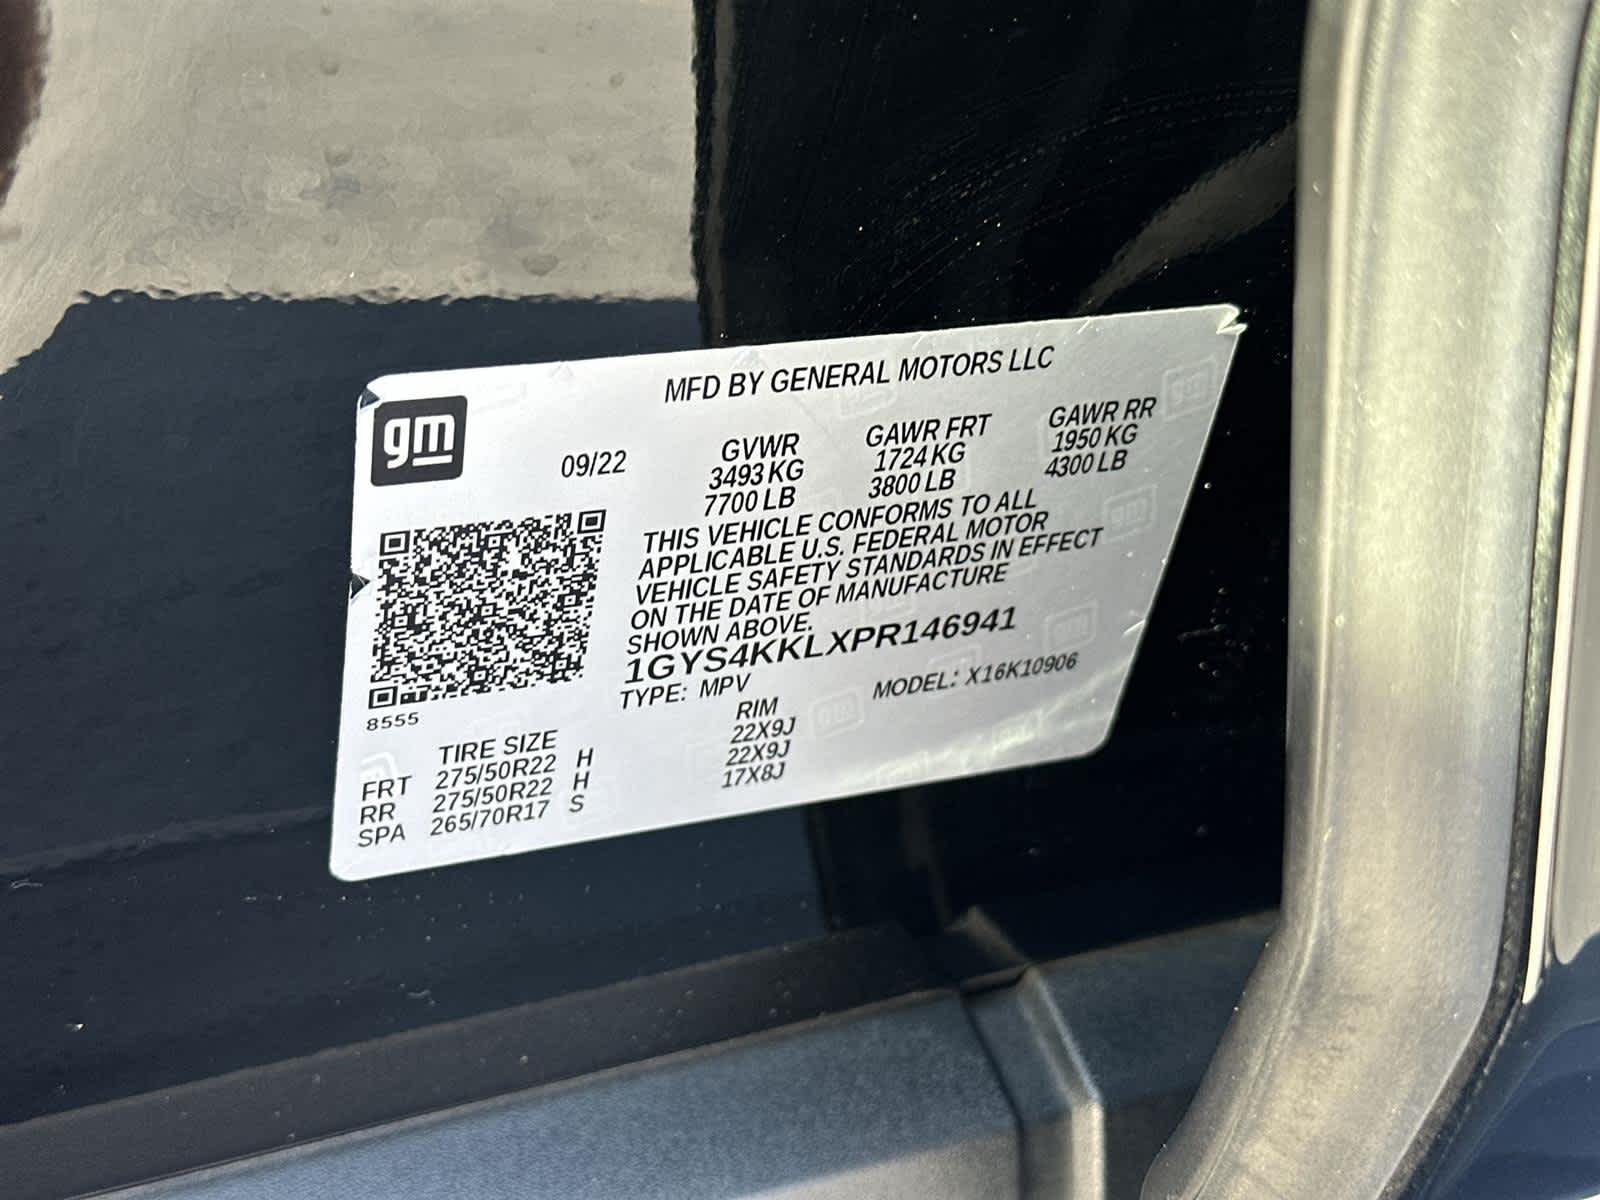 gm
MFD BY GENERAL MOTORS LLC
09/22
GVWR GAWR FRT GAWR RR
3493 KG 1724 KG 1950 KG
7700 LB 3800 LB 4300 LB
THIS VEHICLE CONFORMS TO ALL
APPLICABLE U.S. FEDERAL MOTOR
VEHICLE SAFETY STANDARDS IN EFFECT
ON THE DATE OF MANUFACTURE
SHOWN ABOVE.
1GYS4KKLXPR146941
TYPE: MPV MODEL: X16K10906
8555
TIRE SIZE RIM
FRT 275/50R22 H 22X9J
RR 275/50R22 H 22X9J
SPA 265/70R17 S 17X8J